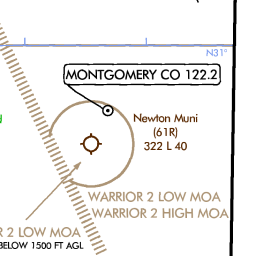 N31°
MONTGOMERY CO 122.2
Newton Muni
(61R)
322 L 40
WARRIOR 2 LOW MOA
WARRIOR 2 HIGH MOA
R 2 LOW MOA
BELOW 1500 FT AGL